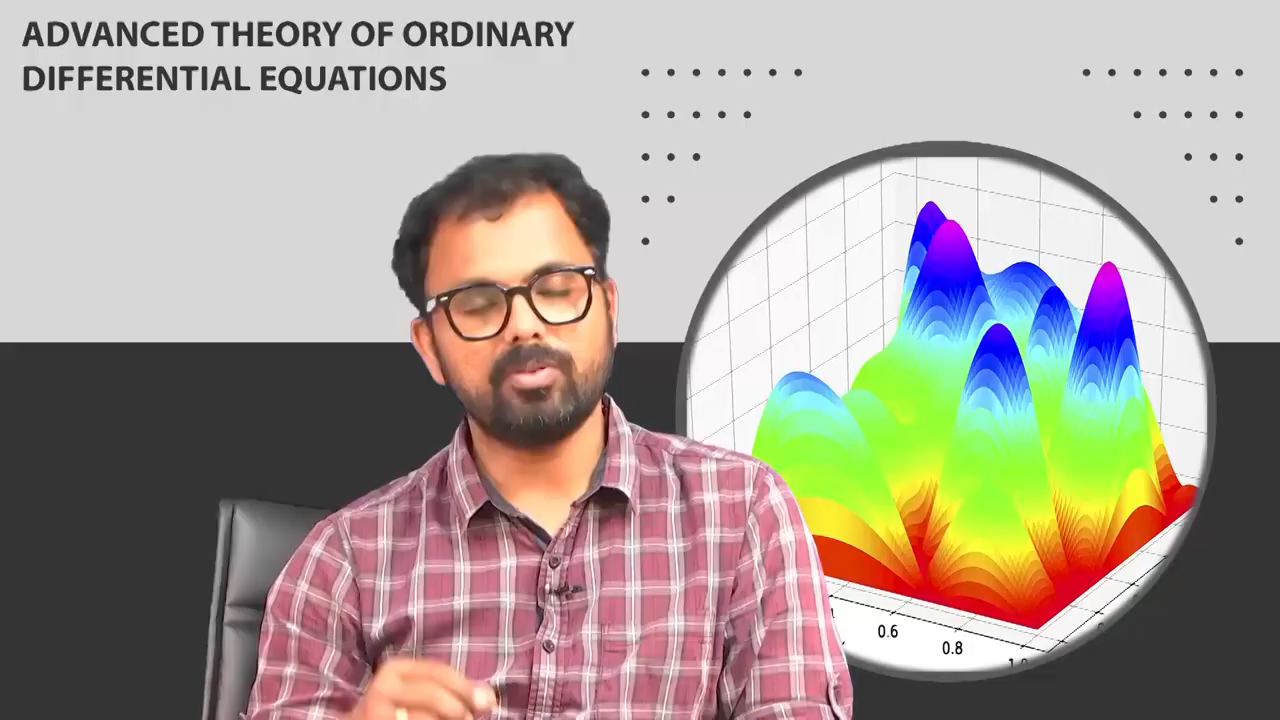 ADVANCED THEORY OF ORDINARY
DIFFERENTIAL EQUATIONS
0.6
0.8